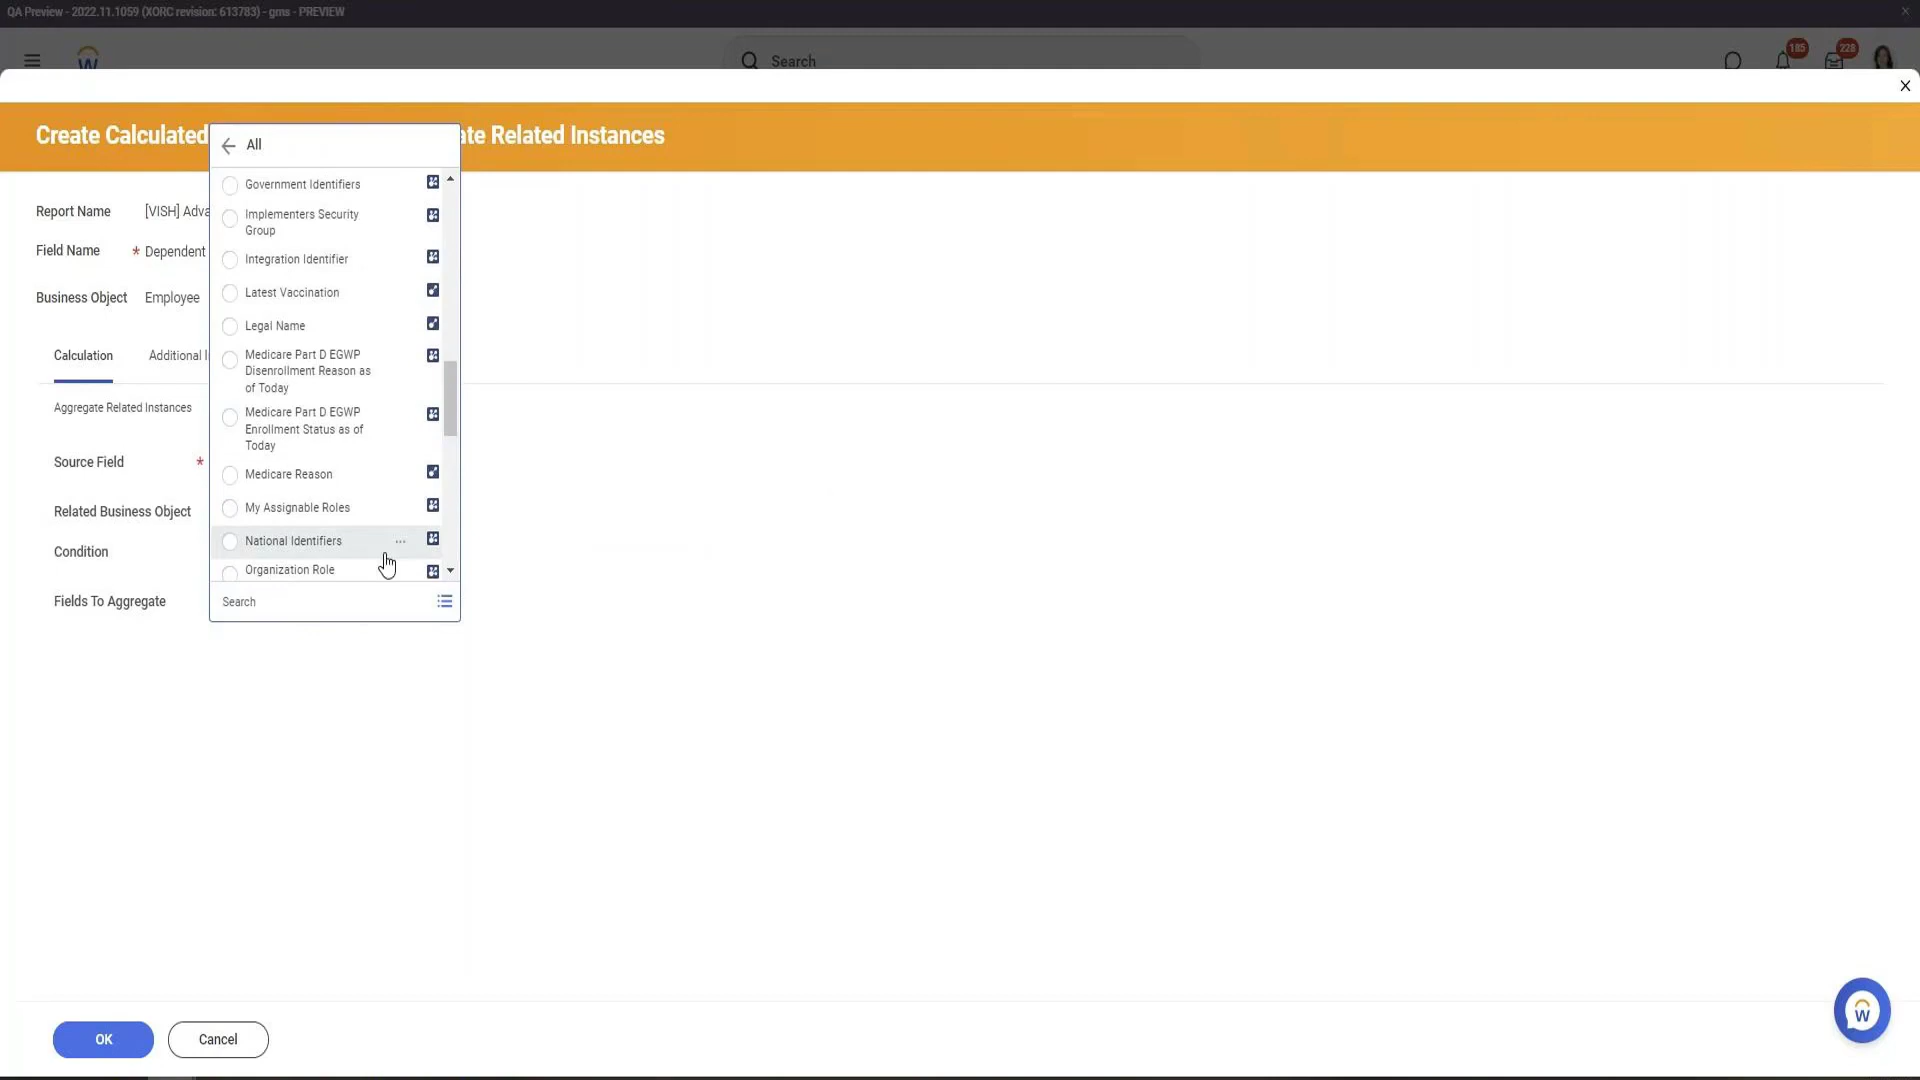 QA Preview - 2022.11.1059 (XORC revision: 613783) - gms - PREVIEW
Search
185
228
Create Calculated
ate Related Instances
All
Government Identifiers
Report Name
[VISH] Adva
Implementers Security
Group
Field Name
* Dependent
Integration Identifier
Business Object
Employee
Latest Vaccination
Legal Name
Calculation
Additional I
Medicare Part D EGWP
Disenrollment Reason as
of Today
Aggregate Related Instances
Medicare Part D EGWP
Enrollment Status as of
Today
Source Field
*
Medicare Reason
Related Business Object
My Assignable Roles
National Identifiers
Condition
Organization Role
Fields To Aggregate
Search
OK
Cancel